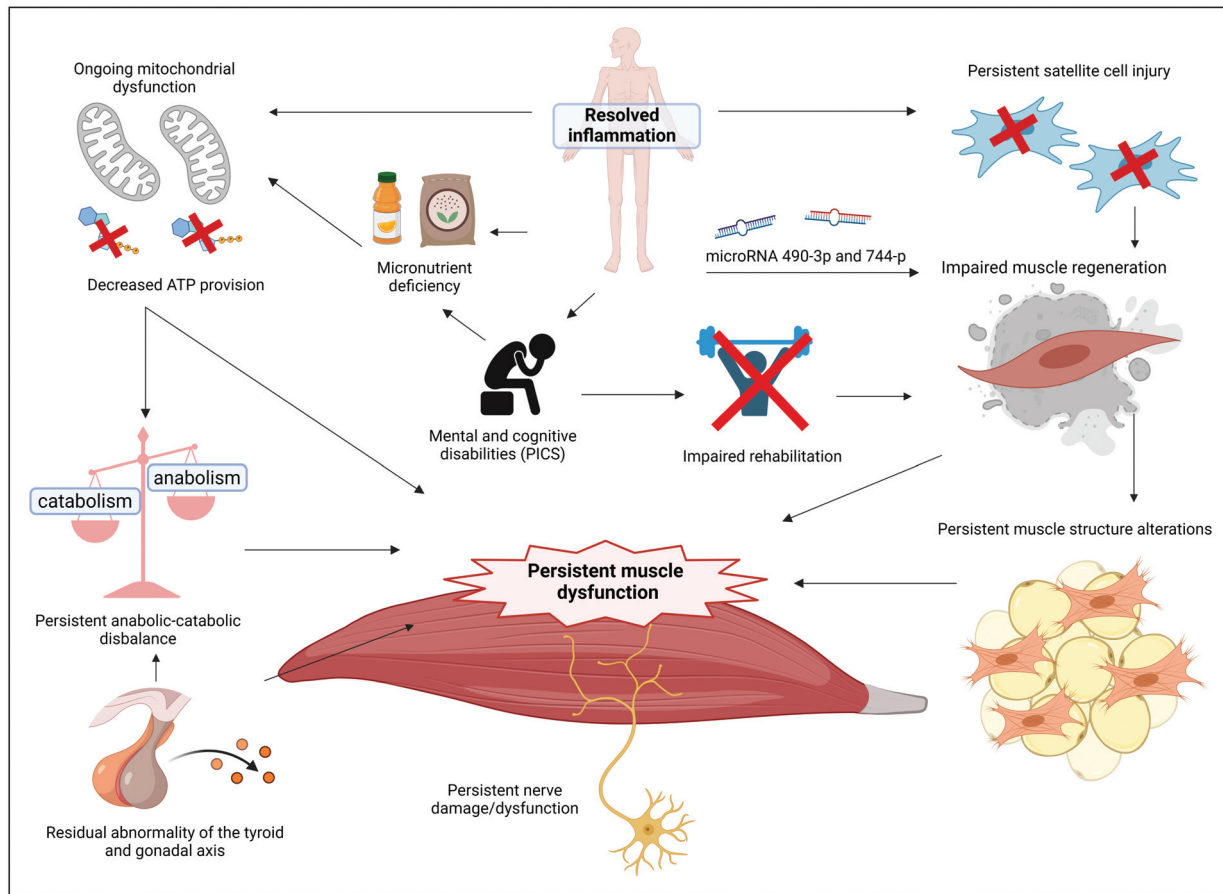 Ongoing mitochondrial
dysfunction
Resolved
inflammation
Persistent satellite cell injury
Micronutrient
deficiency
microRNA 490-3p and 744-p
Impaired muscle regeneration
Decreased ATP provision
Mental and cognitive
disabilities (PICS)
Impaired rehabilitation
catabolism
anabolism
Persistent muscle structure alterations
Persistent muscle
dysfunction
Persistent anabolic-catabolic
disbalance
Persistent nerve
damage/dysfunction
Residual abnormality of the tyroid
and gonadal axis